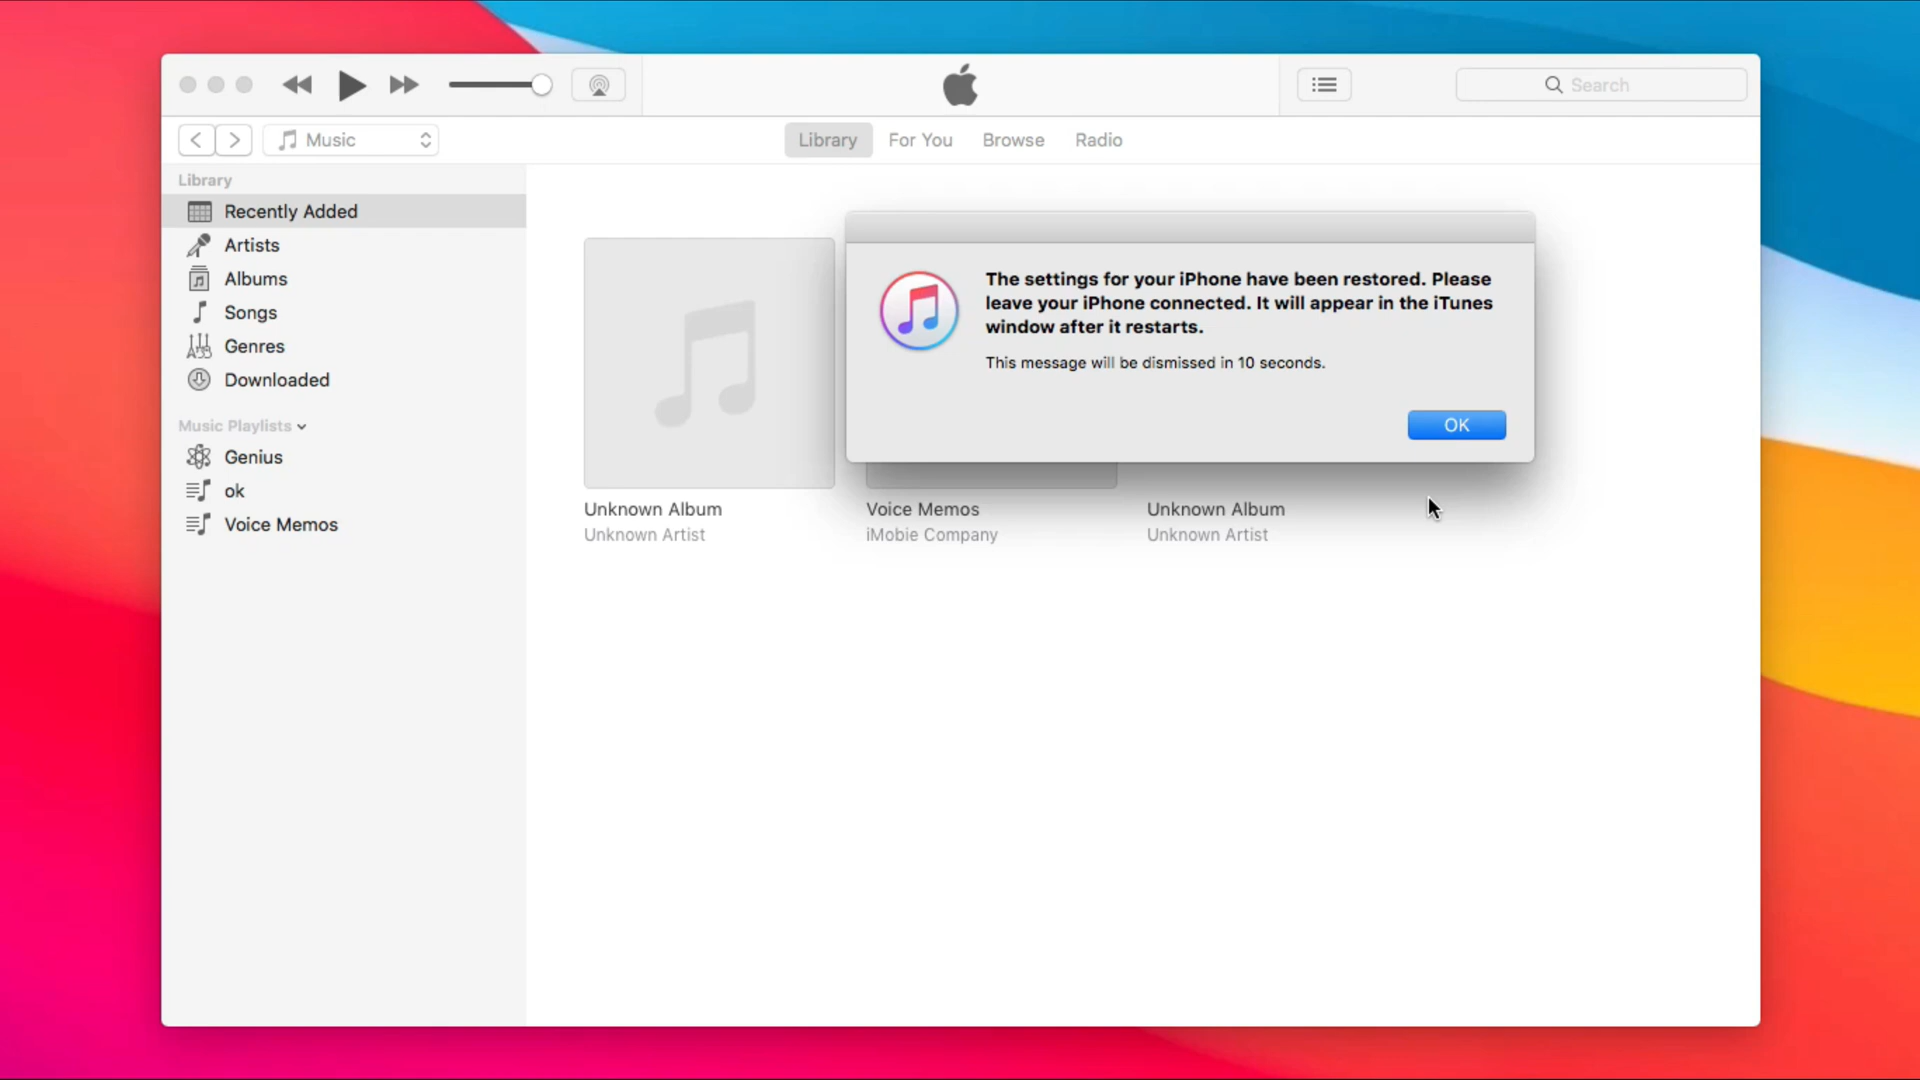 Search
Music
Library
For You
Browse
Radio
Library
Recently Added
Artists
Albums
Songs
Genres
Downloaded
Music Playlists
Genius
ok
Voice Memos
The settings for your iPhone have been restored. Please
leave your iPhone connected. It will appear in the iTunes
window after it restarts.
This message will be dismissed in 10 seconds.
OK
Unknown Album
Unknown Artist
Voice Memos
iMobie Company
Unknown Album
Unknown Artist